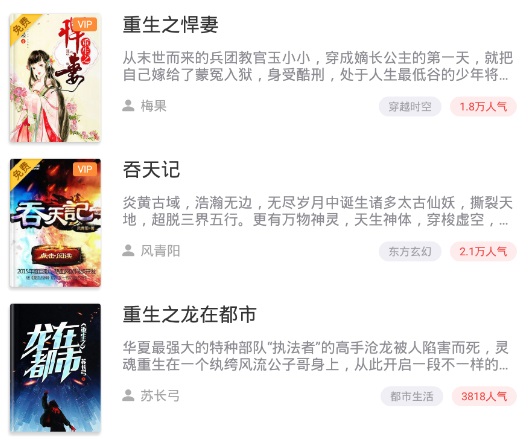 免费
VIP
悍妻
重生之
重生之悍妻
从末世而来的兵团教官玉小小，穿成嫡长公主的第一天，就把
自己嫁给了蒙冤入狱，身受酷刑，处于人生最低谷的少年将...
梅果
穿越时空
1.8万人气
免费
VIP
吞天记
吞天记
炎黄古域，浩瀚无边，无尽岁月中诞生诸多太古仙妖，撕裂天
地，超脱三界五行。更有万物神灵，天生神体，穿梭虚空，...
风青阳
东方玄幻
2.1万人气
龙在都市
重生之龙在都市
华夏最强大的特种部队“执法者”的高手沧龙被人陷害而死，灵
魂重生在一个纨绔风流公子哥身上，从此开启一段不一样的...
苏长弓
都市生活
3818人气